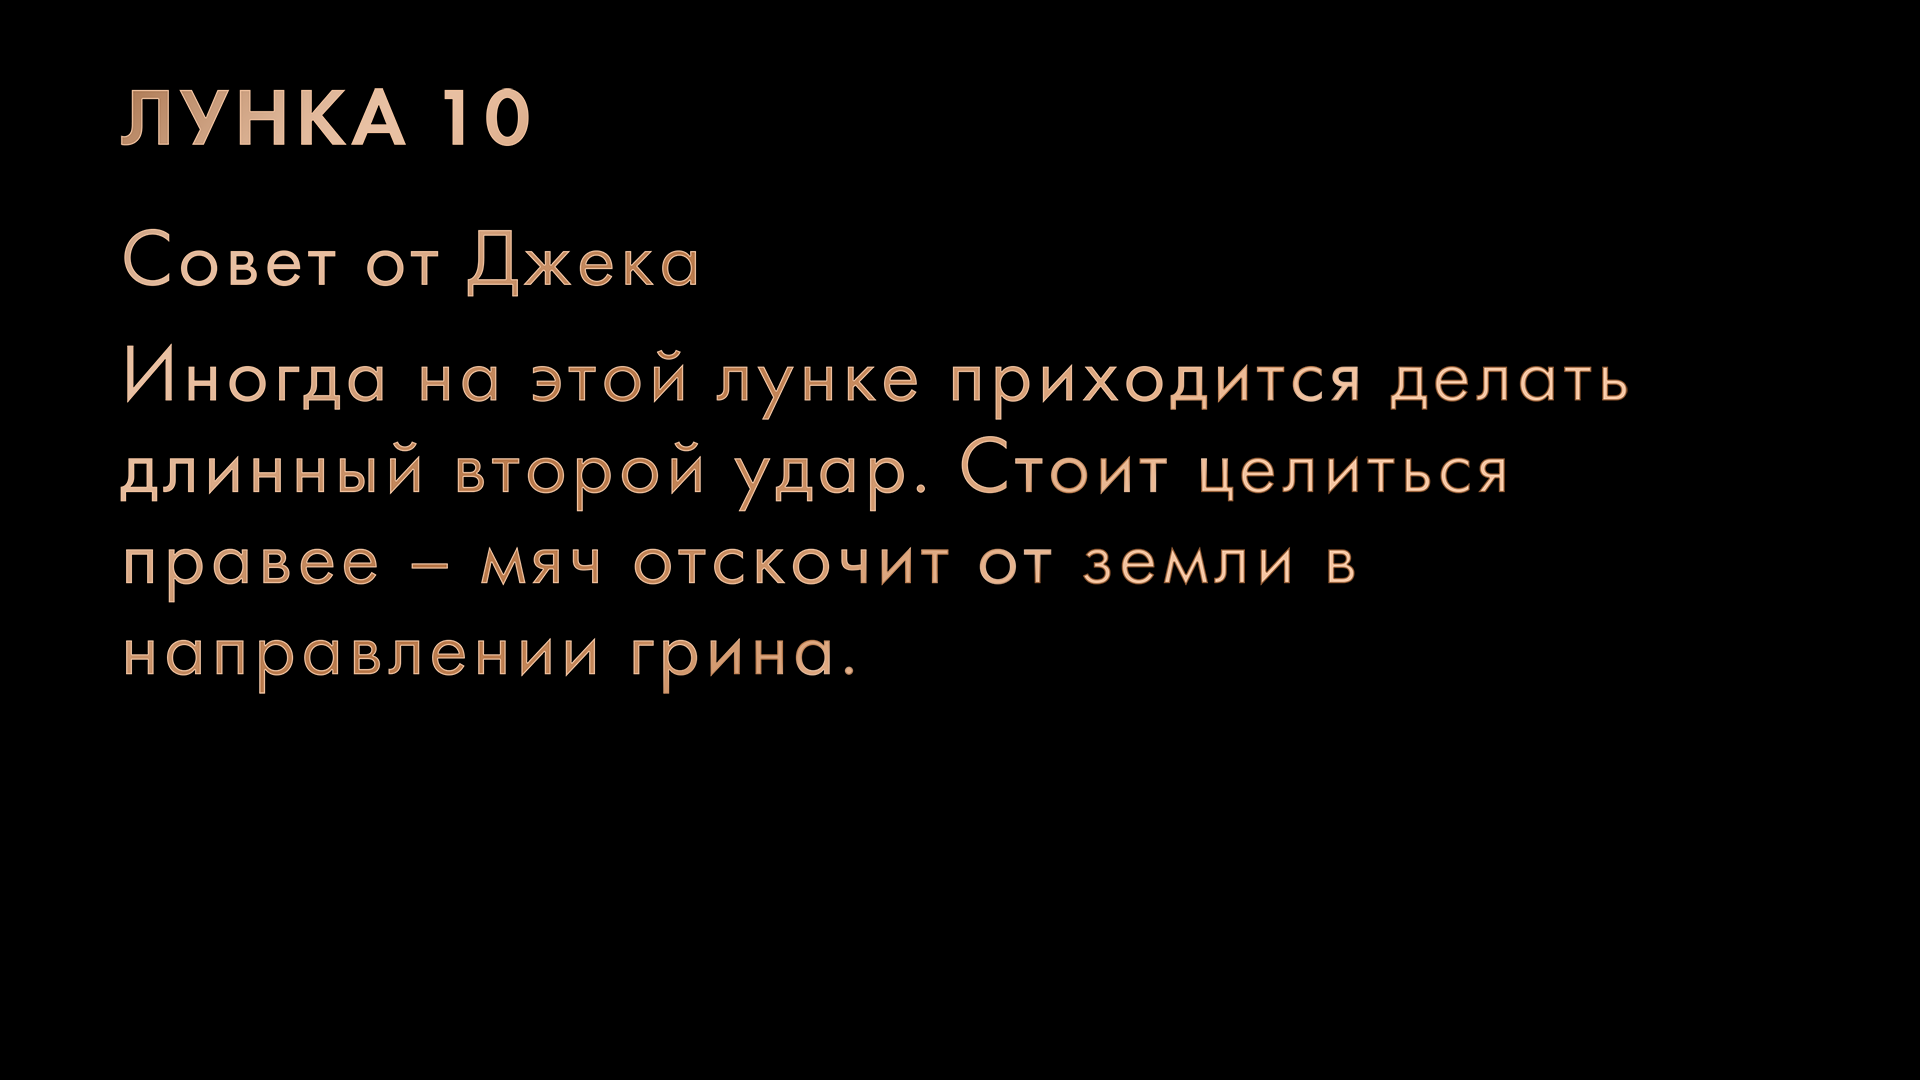 ЛУНКА 10
Совет от Джека
Иногда на этой лунке приходится делать
длинный второй удар. Стоит целиться
правее – мяч отскочит от земли в
направлении грина.